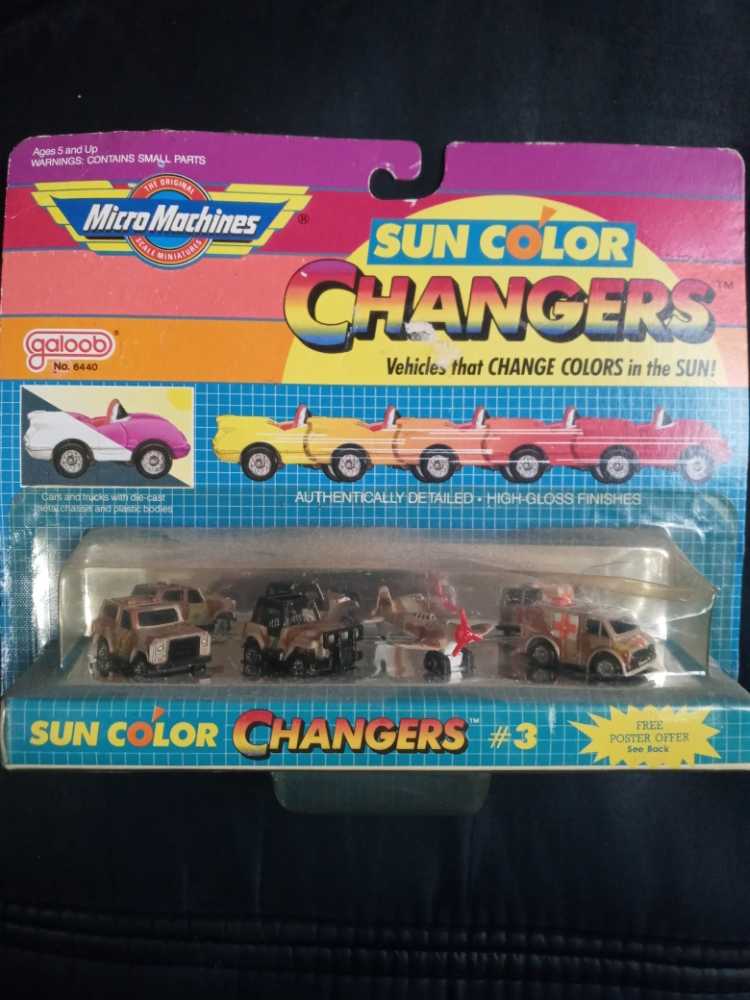 Ages 5 and Up
WARNINGS: CONTAINS SMALL PARTS
THE ORIGINAL
Micro Machines ®
SCALE MINIATURES
SUN COLOR
CHANGERS™
Vehicles that CHANGE COLORS in the SUN!
galoob®
No. 6440
Cars and trucks with die-cast
metal chassis and plastic bodies
AUTHENTICALLY DETAILED • HIGH-GLOSS FINISHES
SUN COLOR CHANGERS™ #3
FREE
POSTER OFFER
See Back